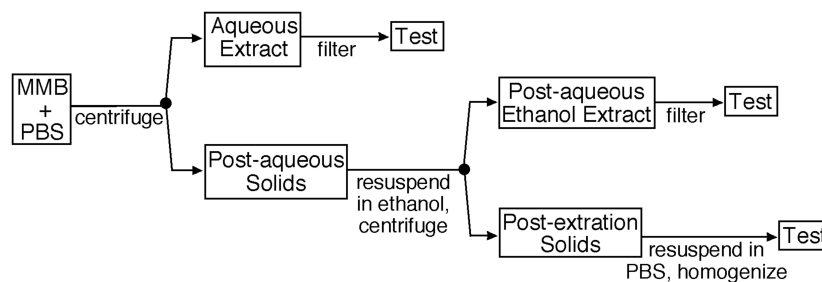 MMB
+
PBS
centrifuge
Aqueous
Extract
filter
Test
Post-aqueous
Solids
resuspend
in ethanol,
centrifuge
Post-aqueous
Ethanol Extract
filter
Test
Post-extration
Solids
resuspend in
PBS, homogenize
Test